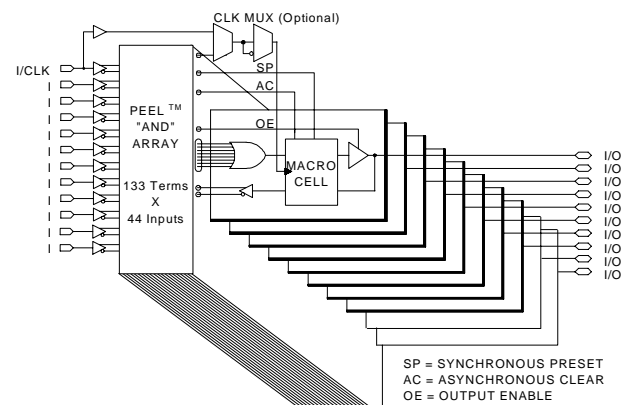 CLK MUX (Optional)
I/CLK
I
I
I
I
I
I
I
I
I
I
I
PEEL™
"AND"
ARRAY
133 Terms
X
44 Inputs
SP
AC
OE
MACRO
CELL
I/O
I/O
I/O
I/O
I/O
I/O
I/O
I/O
I/O
I/O
SP = SYNCHRONOUS PRESET
AC = ASYNCHRONOUS CLEAR
OE = OUTPUT ENABLE